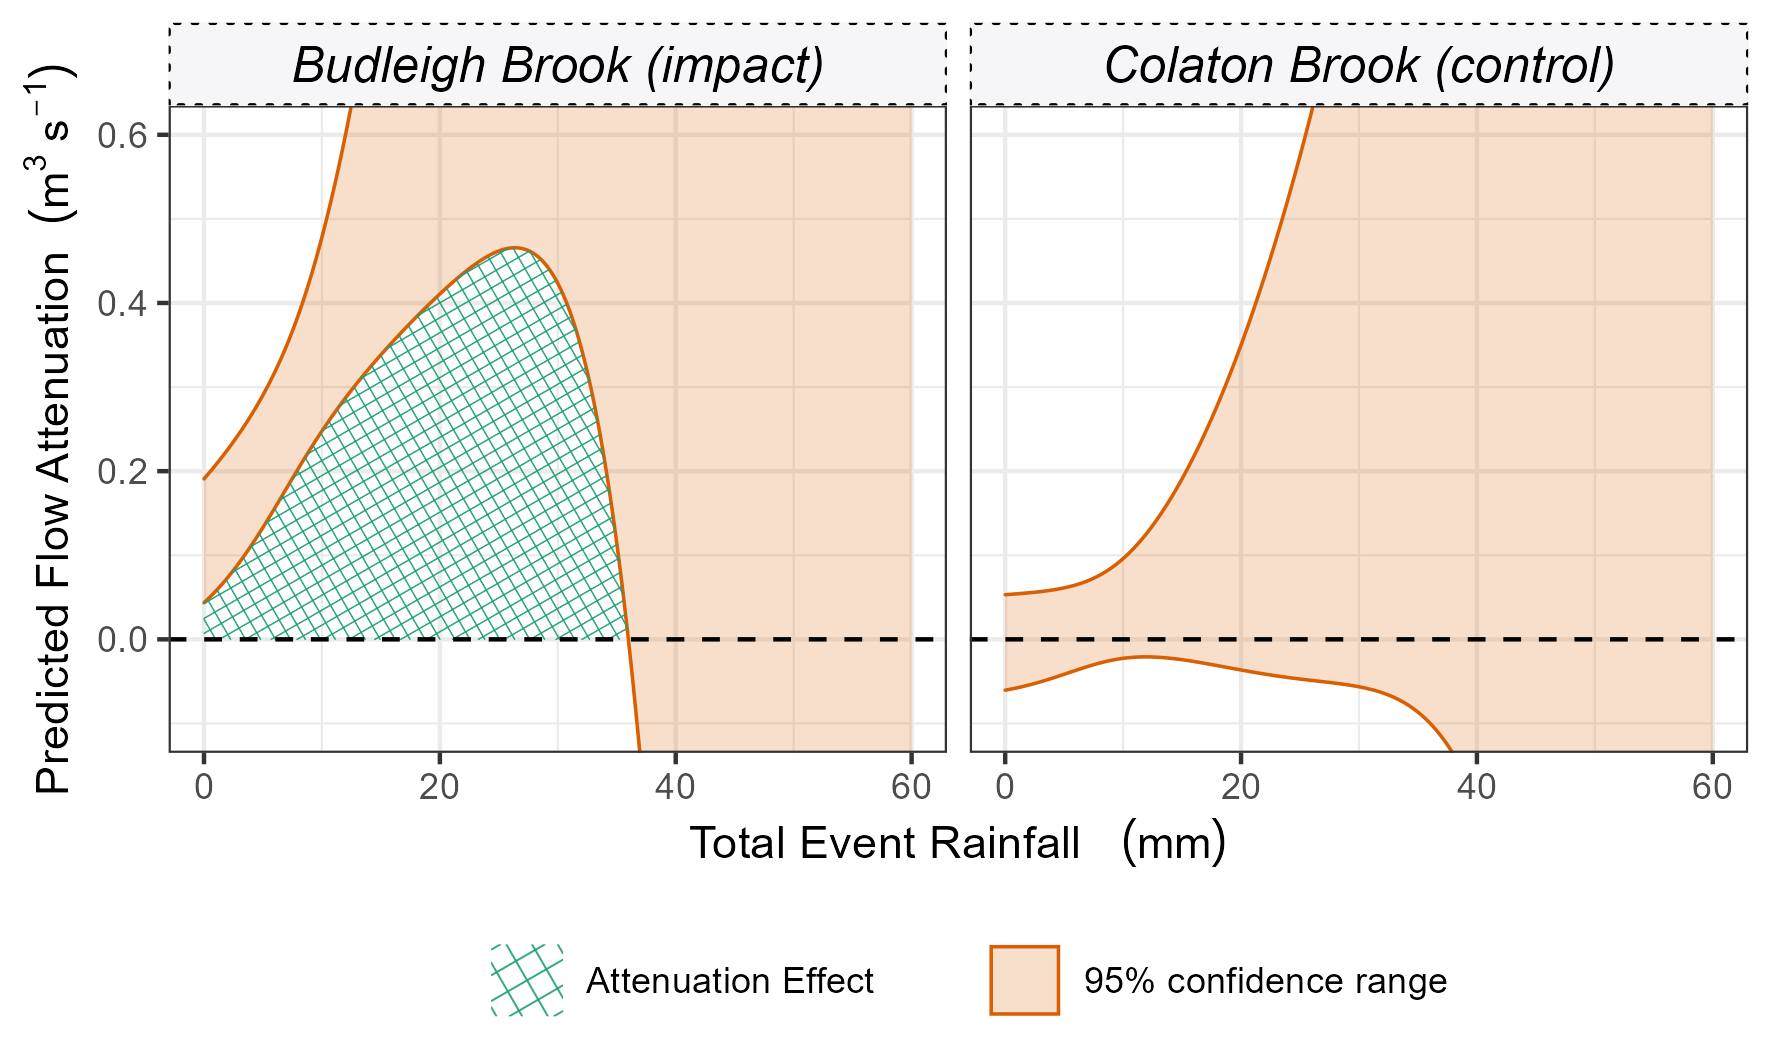 Budleigh Brook (impact)
Colaton Brook (control)
Predicted Flow Attenuation (m³ s⁻¹)
0.6
0.4
0.2
0.0
0 20 40 60
0 20 40 60
Total Event Rainfall (mm)
Attenuation Effect
95% confidence range